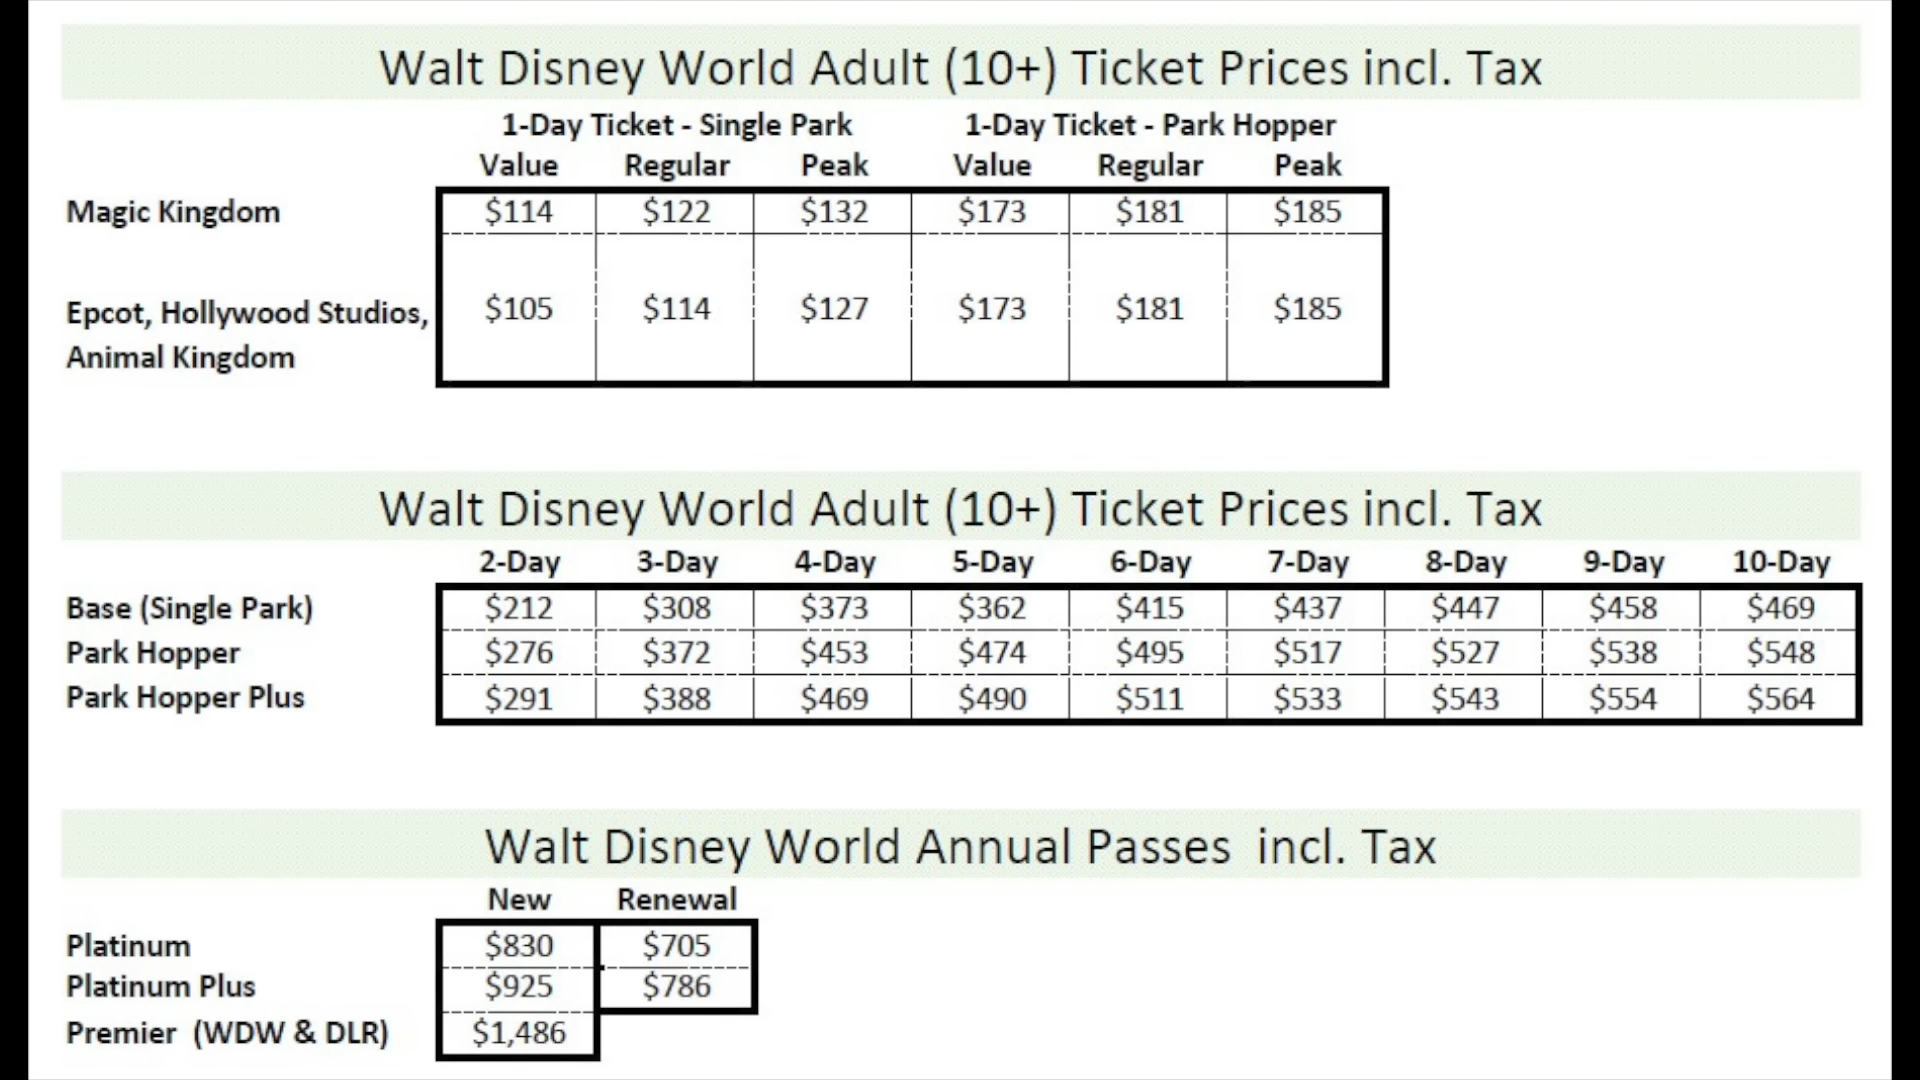 Walt Disney World Adult (10+) Ticket Prices incl. Tax
1-Day Ticket - Single Park 1-Day Ticket - Park Hopper
Value Regular Peak Value Regular Peak
Magic Kingdom $114 $122 $132 $173 $181 $185
Epcot, Hollywood Studios, $105 $114 $127 $173 $181 $185
Animal Kingdom
Walt Disney World Adult (10+) Ticket Prices incl. Tax
2-Day 3-Day 4-Day 5-Day 6-Day 7-Day 8-Day 9-Day 10-Day
Base (Single Park) $212 $308 $373 $362 $415 $437 $447 $458 $469
Park Hopper $276 $372 $453 $474 $495 $517 $527 $538 $548
Park Hopper Plus $291 $388 $469 $490 $511 $533 $543 $554 $564
Walt Disney World Annual Passes incl. Tax
New Renewal
Platinum $830 $705
Platinum Plus $925 $786
Premier (WDW & DLR) $1,486